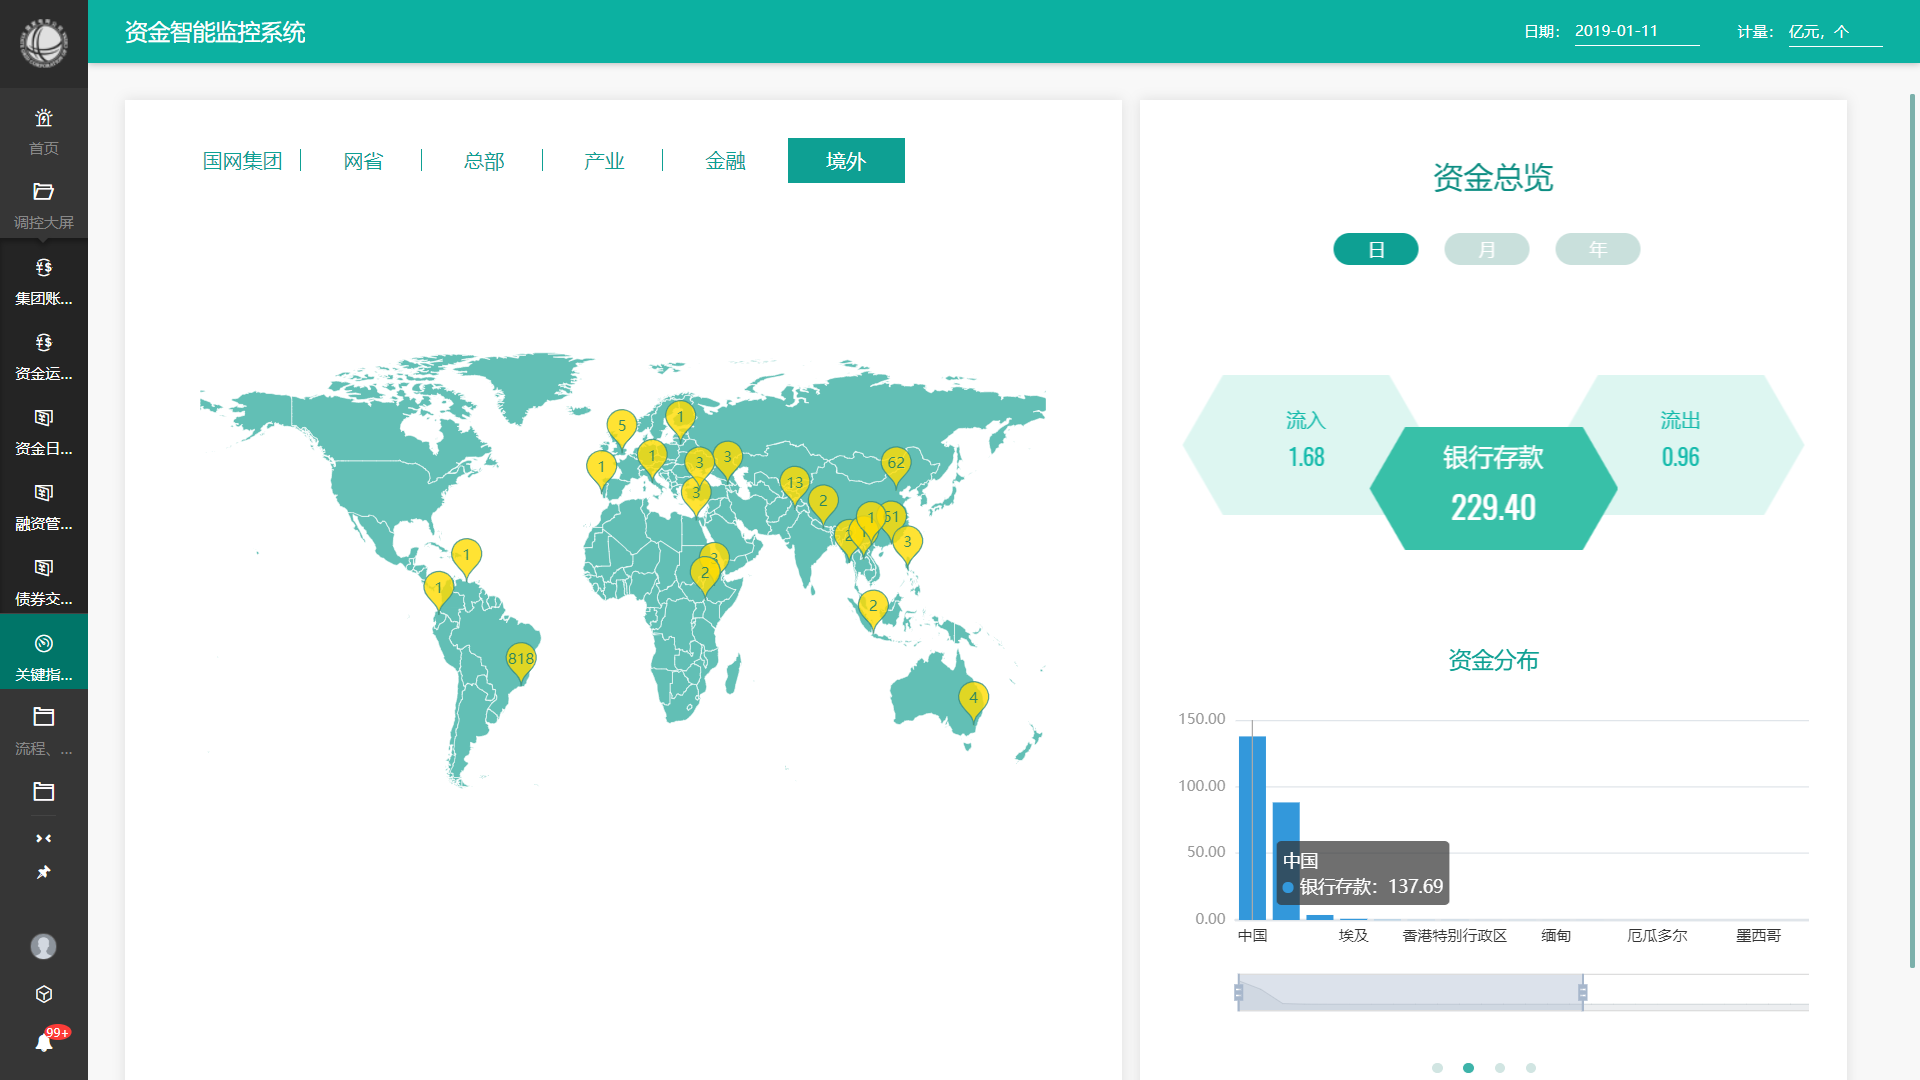 资金智能监控系统
日期： 2019-01-11
计量： 亿元，个
首页
调控大屏
集团账...
资金运...
资金日...
融资管...
债券交...
关键指...
流程、...
99+
国网集团
网省
总部
产业
金融
境外
5
1
1
1
3
3
3
62
13
2
1
51
2
1
3
3
2
1
1
2
818
4
资金总览
日
月
年
流入
1.68
银行存款
229.40
流出
0.96
资金分布
150.00
100.00
50.00
0.00
中国
银行存款：137.69
中国
埃及
香港特别行政区
缅甸
厄瓜多尔
墨西哥